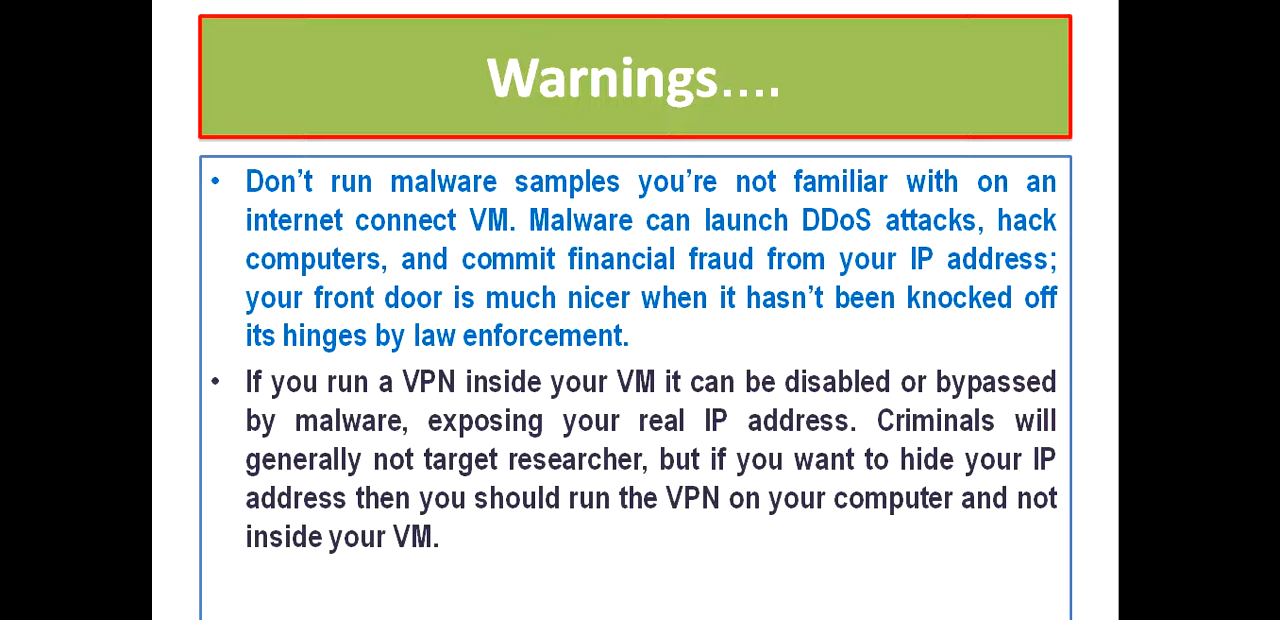 Warnings....
• Don’t run malware samples you’re not familiar with on an
internet connect VM. Malware can launch DDoS attacks, hack
computers, and commit financial fraud from your IP address;
your front door is much nicer when it hasn’t been knocked off
its hinges by law enforcement.
• If you run a VPN inside your VM it can be disabled or bypassed
by malware, exposing your real IP address. Criminals will
generally not target researcher, but if you want to hide your IP
address then you should run the VPN on your computer and not
inside your VM.